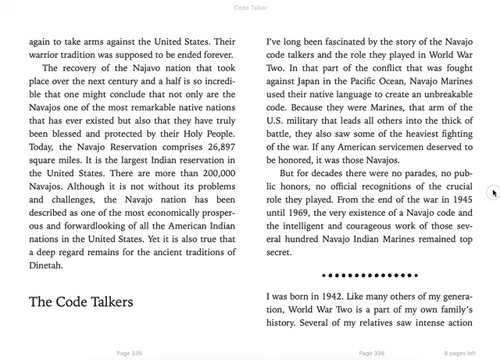 Code Talker
again to take arms against the United States. Their
warrior tradition was supposed to be ended forever.
The recovery of the Najavo nation that took
place over the next century and a half is so incredi-
ble that one might conclude that not only are the
Navajos one of the most remarkable native nations
that has ever existed but also that they have truly
been blessed and protected by their Holy People.
Today, the Navajo Reservation comprises 26,897
square miles. It is the largest Indian reservation in
the United States. There are more than 200,000
Navajos. Although it is not without its problems
and challenges, the Navajo nation has been
described as one of the most economically prosper-
ous and forwardlooking of all the American Indian
nations in the United States. Yet it is also true that
a deep regard remains for the ancient traditions of
Dinetah.
The Code Talkers
Page 335
I've long been fascinated by the story of the Navajo
code talkers and the role they played in World War
Two. In that part of the conflict that was fought
against Japan in the Pacific Ocean, Navajo Marines
used their native language to create an unbreakable
code. Because they were Marines, that arm of the
U.S. military that leads all others into the thick of
battle, they also saw some of the heaviest fighting
of the war. If any American servicemen deserved to
be honored, it was those Navajos.
But for decades there were no parades, no pub-
lic honors, no official recognitions of the crucial
role they played. From the end of the war in 1945
until 1969, the very existence of a Navajo code and
the intelligent and courageous work of those sev-
eral hundred Navajo Indian Marines remained top
secret.
I was born in 1942. Like many others of my genera-
tion, World War Two is a part of my own family's
history. Several of my relatives saw intense action
Page 336
8 pages left